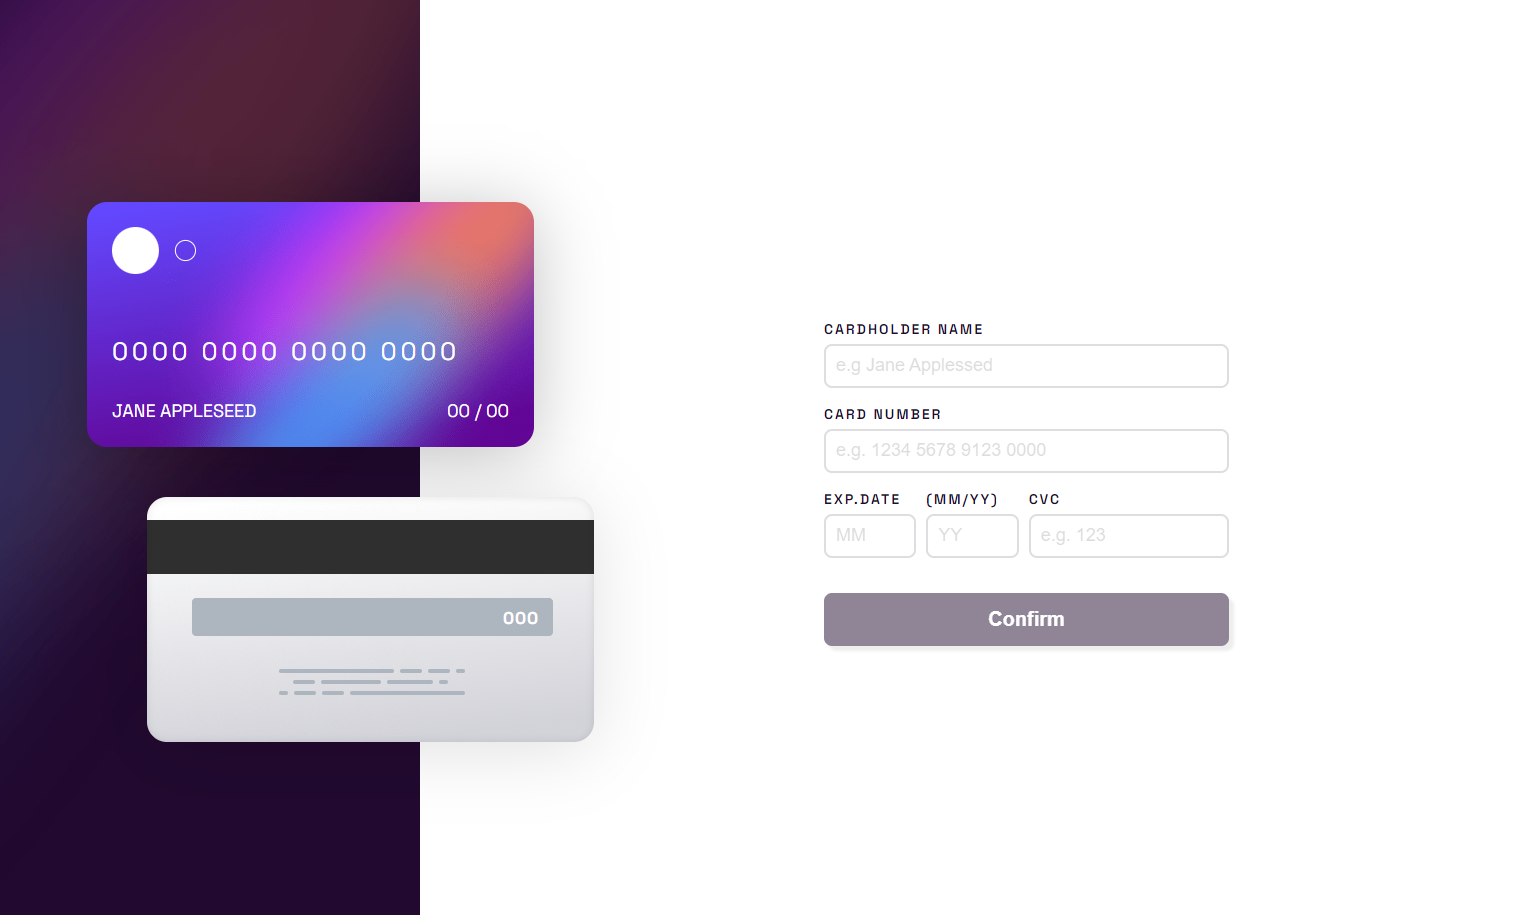 0000 0000 0000 0000
JANE APPLESEED 00 / 00
000
CARDHOLDER NAME
e.g Jane Applessed
CARD NUMBER
e.g. 1234 5678 9123 0000
EXP.DATE (MM/YY) CVC
MM YY e.g. 123
Confirm